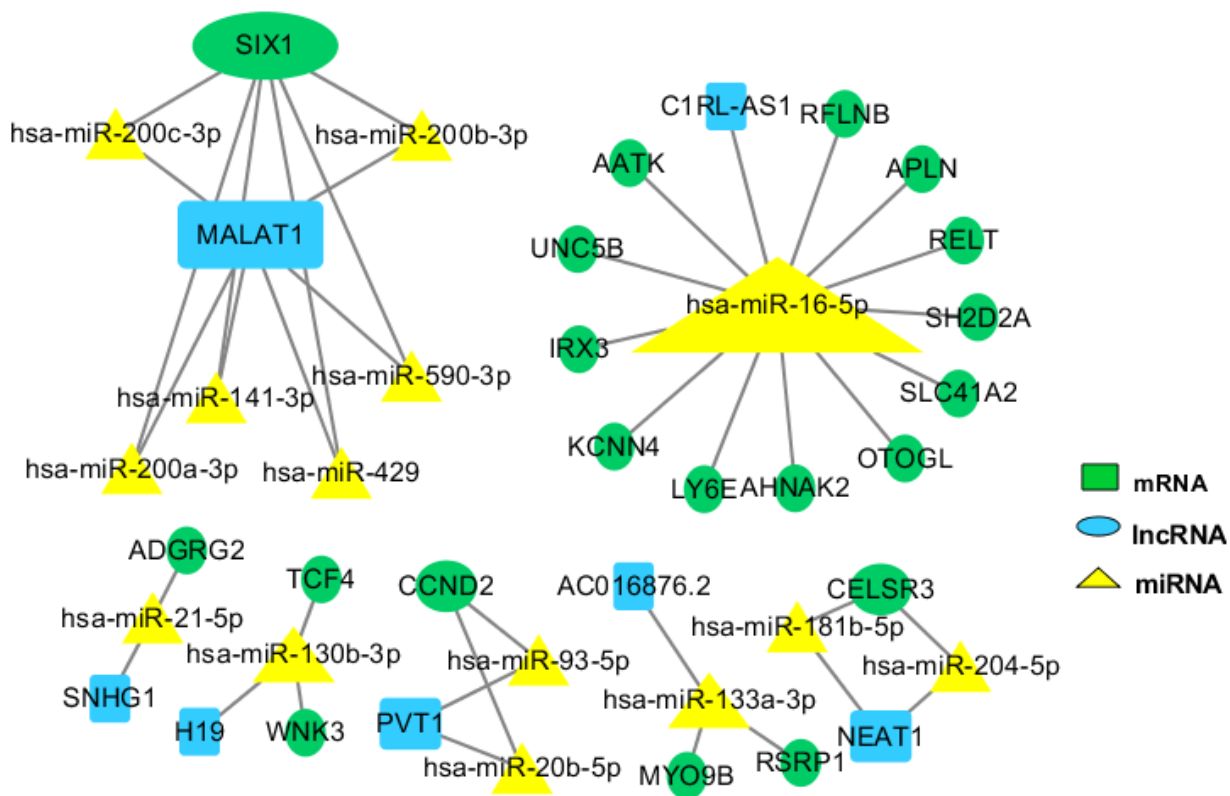 SIX1
hsa-miR-200c-3p
hsa-miR-200b-3p
MALAT1
hsa-miR-590-3p
hsa-miR-141-3p
hsa-miR-200a-3p
hsa-miR-429
C1RL-AS1
RFLNB
AATK
APLN
UNC5B
RELT
hsa-miR-16-5p
SH2D2A
IRX3
SLC41A2
KCNN4
OTOGL
LY6E
AHNAK2
mRNA
lncRNA
miRNA
ADGRG2
hsa-miR-21-5p
SNHG1
TCF4
hsa-miR-130b-3p
H19
WNK3
CCND2
hsa-miR-93-5p
PVT1
hsa-miR-20b-5p
AC016876.2
hsa-miR-133a-3p
MYO9B
RSRP1
CELSR3
hsa-miR-181b-5p
hsa-miR-204-5p
NEAT1